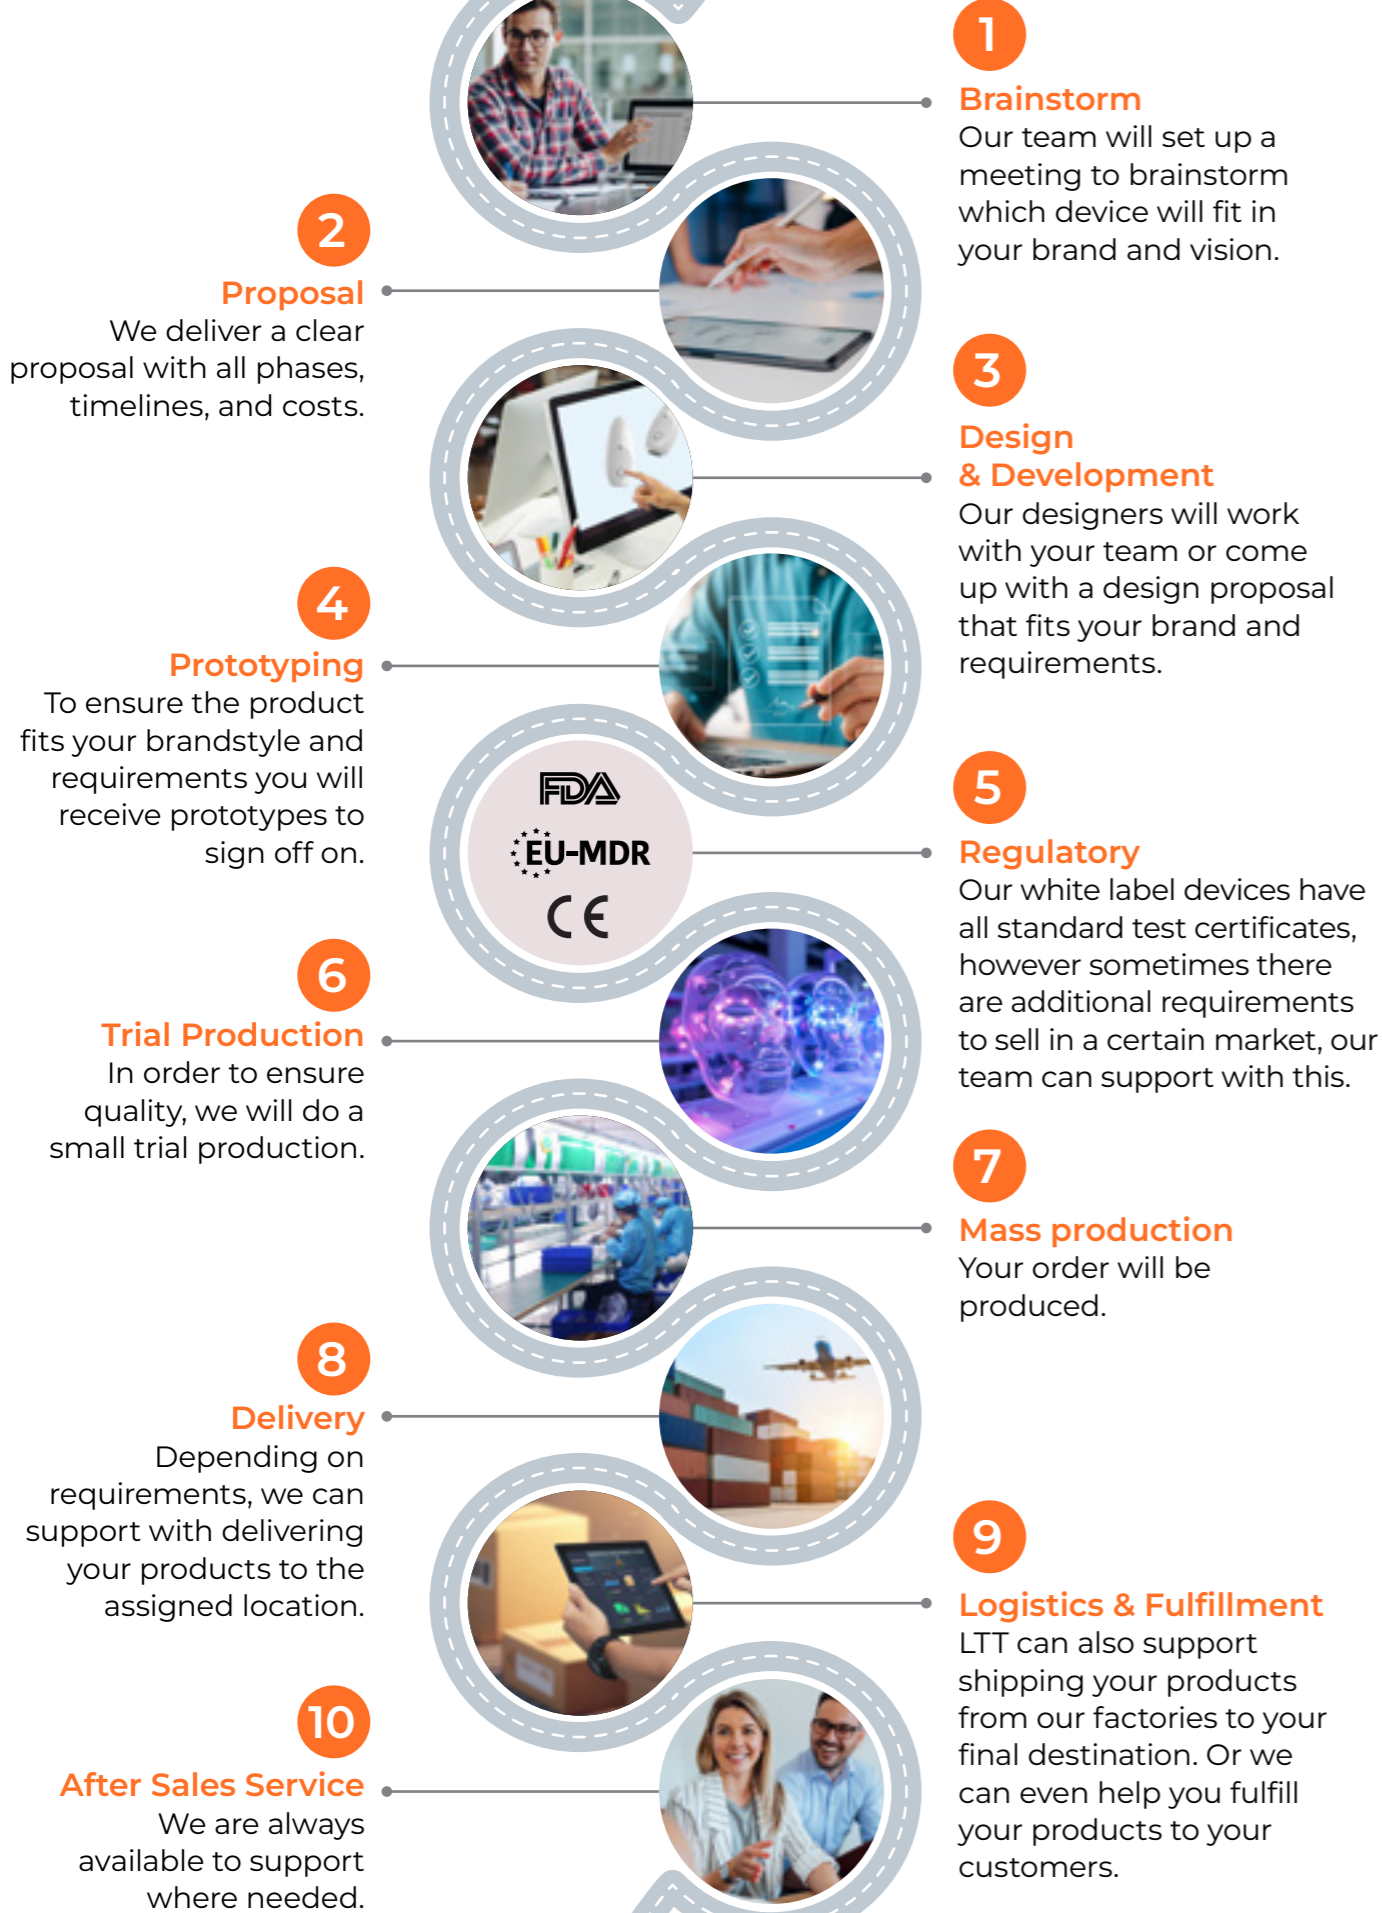 1
Brainstorm
Our team will set up a
meeting to brainstorm
which device will fit in
your brand and vision.
2
Proposal
We deliver a clear
proposal with all phases,
timelines, and costs.
3
Design
& Development
Our designers will work
with your team or come
up with a design proposal
that fits your brand and
requirements.
4
Prototyping
To ensure the product
fits your brandstyle and
requirements you will
receive prototypes to
sign off on.
FDA
EU-MDR
CE
5
Regulatory
Our white label devices have
all standard test certificates,
however sometimes there
are additional requirements
to sell in a certain market, our
team can support with this.
6
Trial Production
In order to ensure
quality, we will do a
small trial production.
7
Mass production
Your order will be
produced.
8
Delivery
Depending on
requirements, we can
support with delivering
your products to the
assigned location.
9
Logistics & Fulfillment
LTT can also support
shipping your products
from our factories to your
final destination. Or we
can even help you fulfill
your products to your
customers.
10
After Sales Service
We are always
available to support
where needed.